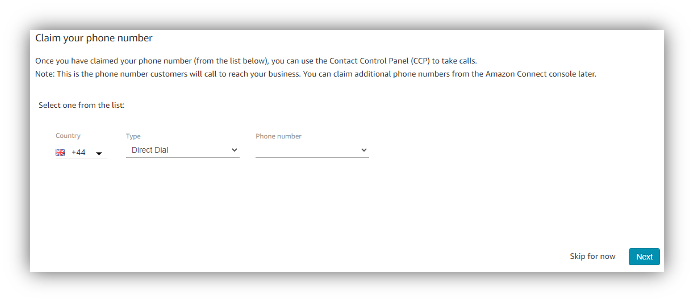 Claim your phone number
Once you have claimed your phone number (from the list below), you can use the Contact Control Panel (CCP) to take calls.
Note: This is the phone number customers will call to reach your business. You can claim additional phone numbers from the Amazon Connect console later.
Select one from the list:
Country Type Phone number
+44 Direct Dial
Skip for now Next